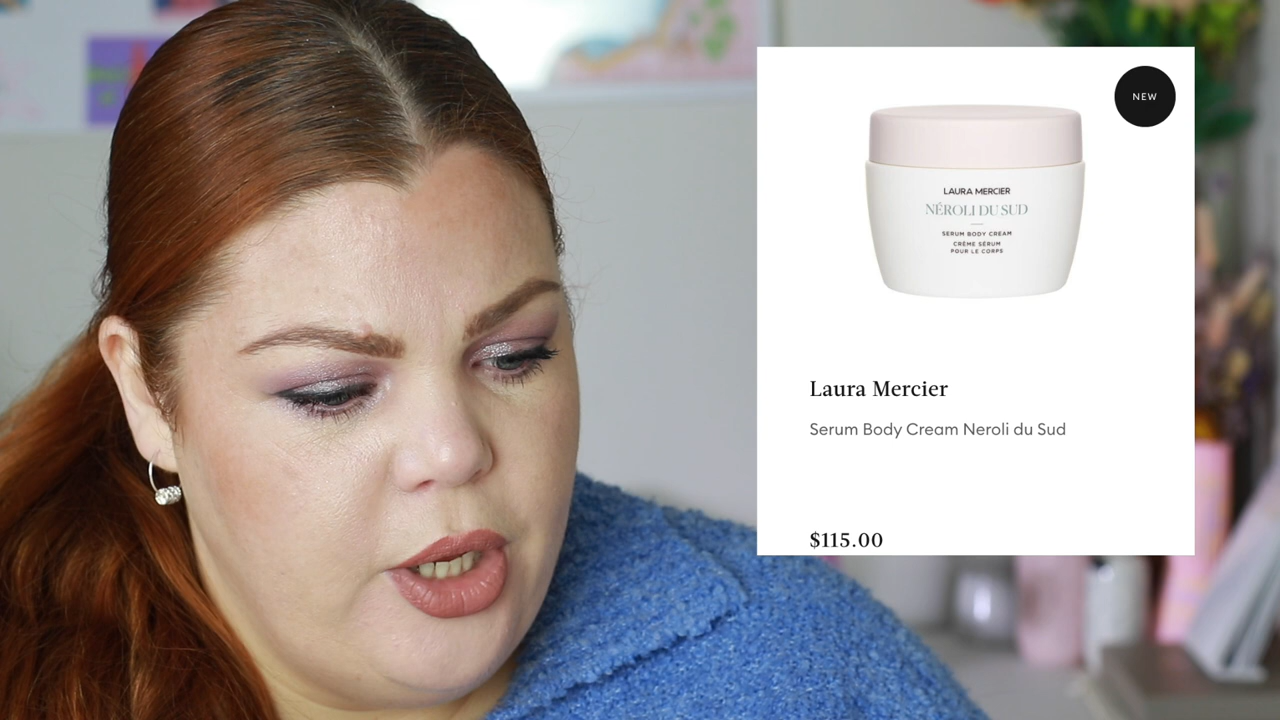 NEW
LAURA MERCIER
NÉROLI DU SUD
SERUM BODY CREAM
CRÈME SÉRUM
POUR LE CORPS
Laura Mercier
Serum Body Cream Neroli du Sud
$115.00